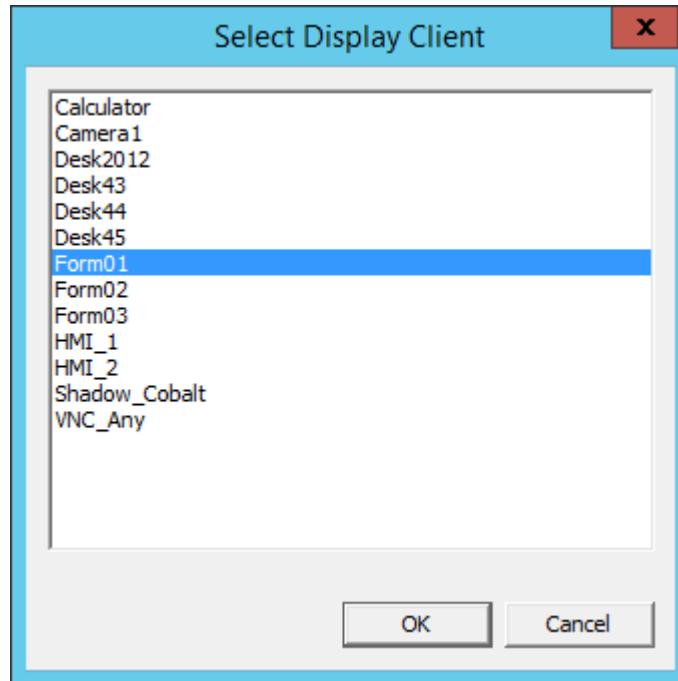 Select Display Client
x
Calculator
Camera1
Desk2012
Desk43
Desk44
Desk45
Form01
Form02
Form03
HMI_1
HMI_2
Shadow_Cobalt
VNC_Any
OK Cancel